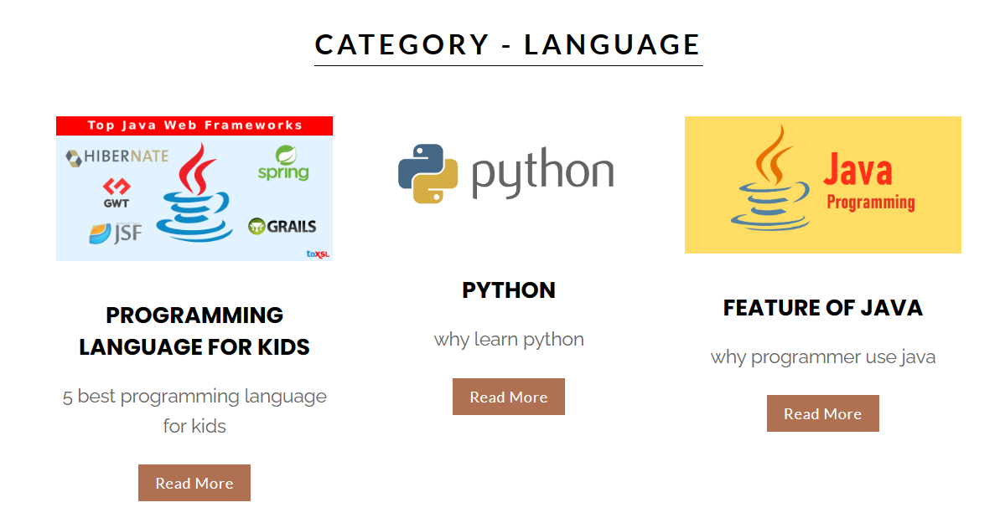 CATEGORY - LANGUAGE
Top Java Web Frameworks
HIBERNATE
spring
GWT
JSF
GRAILS
toXSL
PROGRAMMING
LANGUAGE FOR KIDS
5 best programming language
for kids
Read More
python
PYTHON
why learn python
Read More
Java
Programming
FEATURE OF JAVA
why programmer use java
Read More